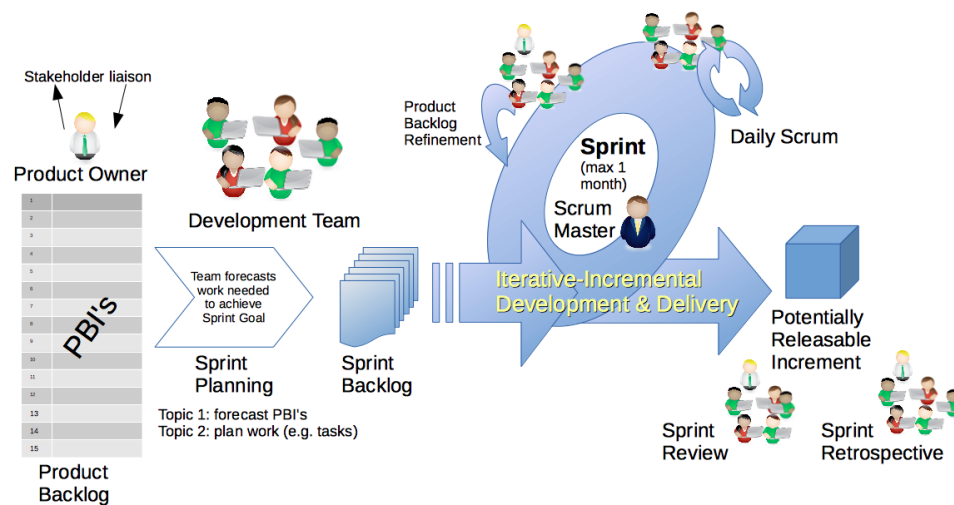 Stakeholder liaison
Product Owner
1
2
3
4
5
6
7
8
9
10
11
12
13
14
15
PBI's
Product
Backlog
Development Team
Team forecasts
work needed
to achieve
Sprint Goal
Sprint
Planning
Topic 1: forecast PBI's
Topic 2: plan work (e.g. tasks)
Sprint
Backlog
Product
Backlog
Refinement
Sprint
(max 1
month)
Scrum
Master
Daily Scrum
Iterative-Incremental
Development & Delivery
Potentially
Releasable
Increment
Sprint
Review
Sprint
Retrospective